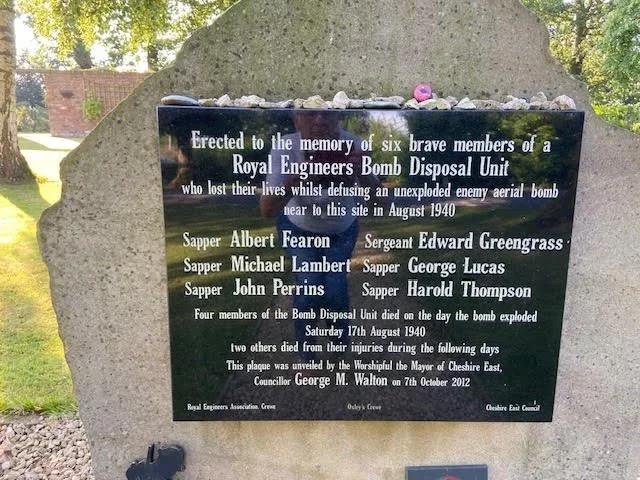 Erected to the memory of six brave members of a
Royal Engineers Bomb Disposal Unit
who lost their lives whilst defusing an unexploded enemy aerial bomb
near to this site in August 1940
Sapper Albert Fearon Sergeant Edward Greengrass
Sapper Michael Lambert Sapper George Lucas
Sapper John Perrins Sapper Harold Thompson
Four members of the Bomb Disposal Unit died on the day the bomb exploded
Saturday 17th August 1940
two others died from their injuries during the following days
This plaque was unveiled by the Worshipful the Mayor of Cheshire East,
Councillor George M. Walton on 7th October 2012
Royal Engineers Association, Crewe Oxley's Crewe Cheshire East Council